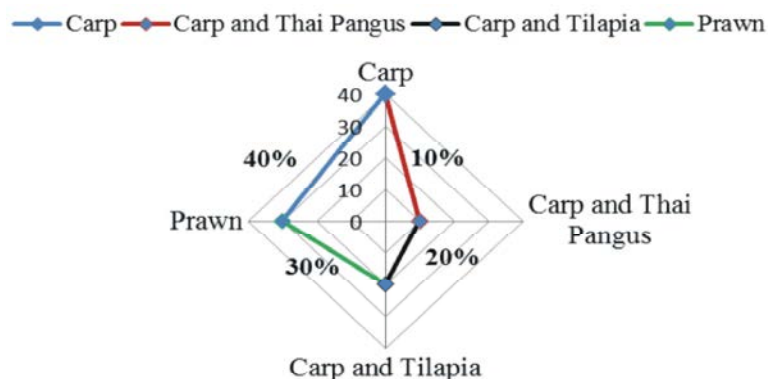 Carp Carp and Thai Pangus Carp and Tilapia Prawn
Carp
40
30
20
10
0
40%
10%
Prawn
Carp and Thai
Pangus
30%
20%
Carp and Tilapia